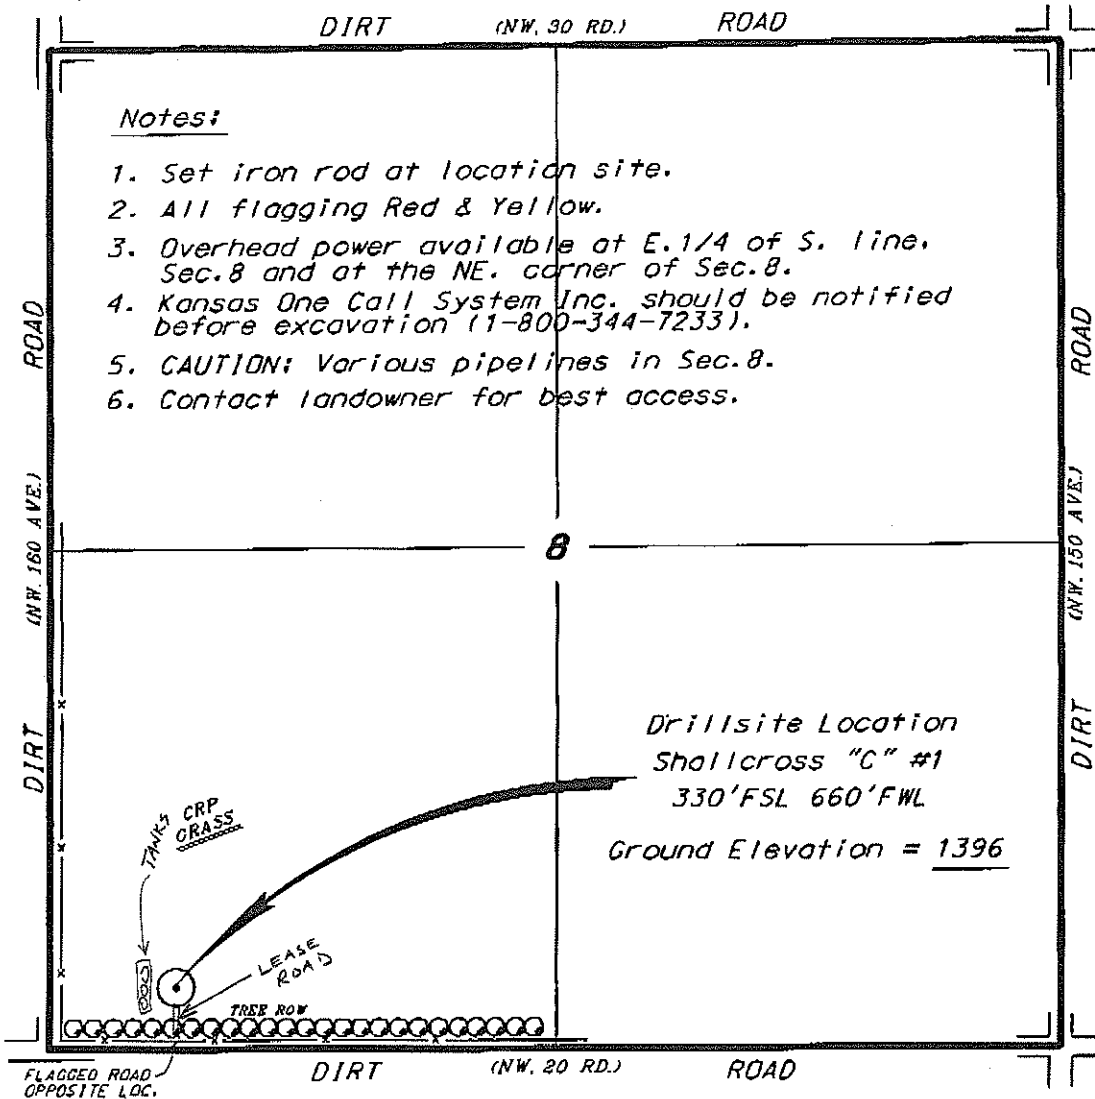 DIRT (NW. 30 RD.) ROAD
Notes:
1. Set iron rod at location site.
2. All flagging Red & Yellow.
3. Overhead power available at E.1/4 of S. line.
Sec.8 and at the NE. corner of Sec.8.
4. Kansas One Call System Inc. should be notified
before excavation (1-800-344-7233).
5. CAUTION: Various pipelines in Sec.8.
6. Contact landowner for best access.
ROAD
(NW. 160 AVE.)
DIRT
ROAD
(NW. 150 AVE.)
DIRT
8
Drillsite Location
Shallcross "C" #1
330'FSL 660'FWL
Ground Elevation = 1396
TANKS
CRP
GRASS
LEASE
ROAD
TREE ROW
FLAGGED ROAD
OPPOSITE LOC.
DIRT (NW. 20 RD.) ROAD